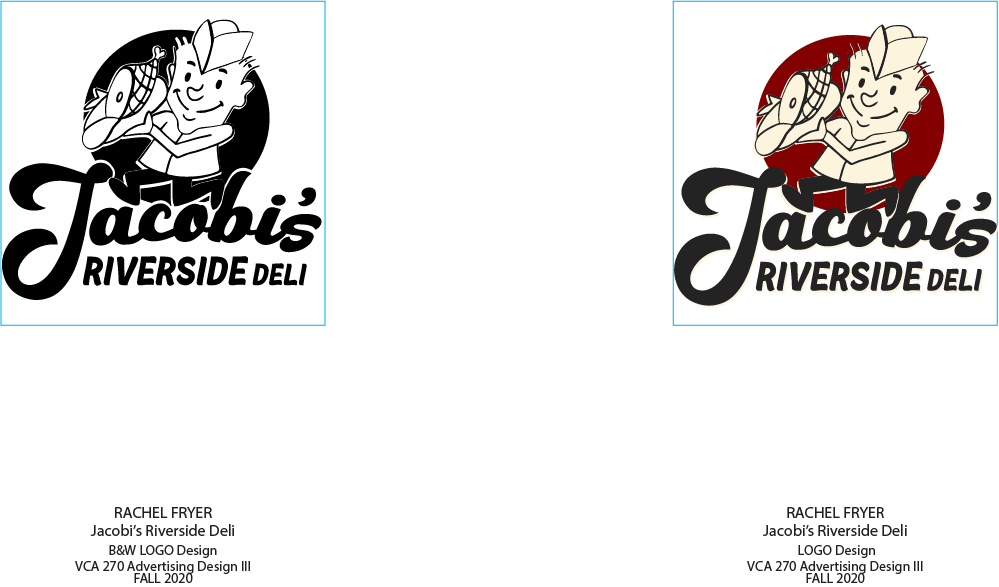 Jacobi's
RIVERSIDE DELI
RACHEL FRYER
Jacobi's Riverside Deli
B&W LOGO Design
VCA 270 Advertising Design III
FALL 2020
Jacobi's
RIVERSIDE DELI
RACHEL FRYER
Jacobi's Riverside Deli
LOGO Design
VCA 270 Advertising Design III
FALL 2020